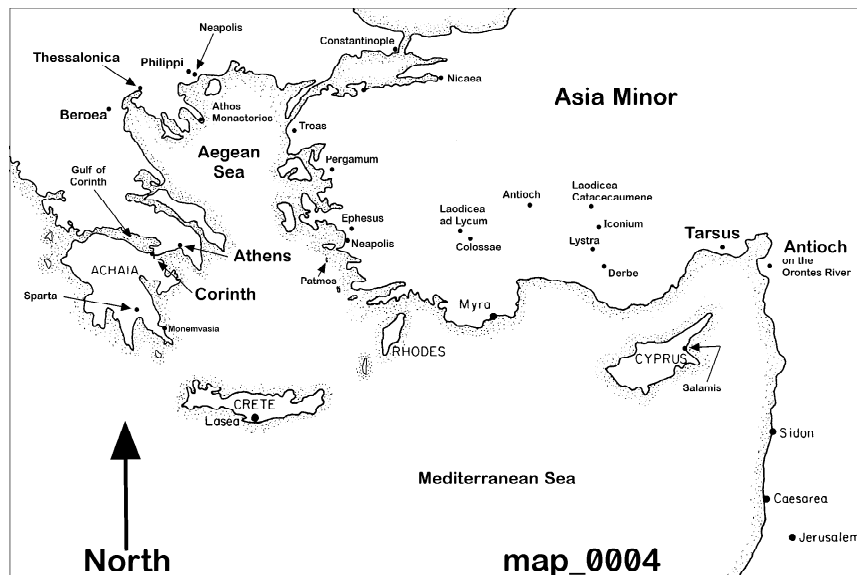 Neapolis
Constantinople
Thessalonica
Philippi
Nicaea
Asia Minor
Beroea
Athos
Monactorioc
Troas
Aegean
Sea
Gulf of
Corinth
Pergamum
Antioch
Laodicea
Catacecaumene
Laodicea
ad Lycum
Ephesus
Iconium
Colossae
Neapolis
Lystra
Tarsus
Antioch
on the
Orontes River
Athens
ACHAIA
Derbe
Patmos
Corinth
Sparta
Myra
Monemvasia
RHODES
CYPRUS
Salamis
CRETE
Lasea
Sidon
Mediterranean Sea
Caesarea
Jerusalem
North
map_0004